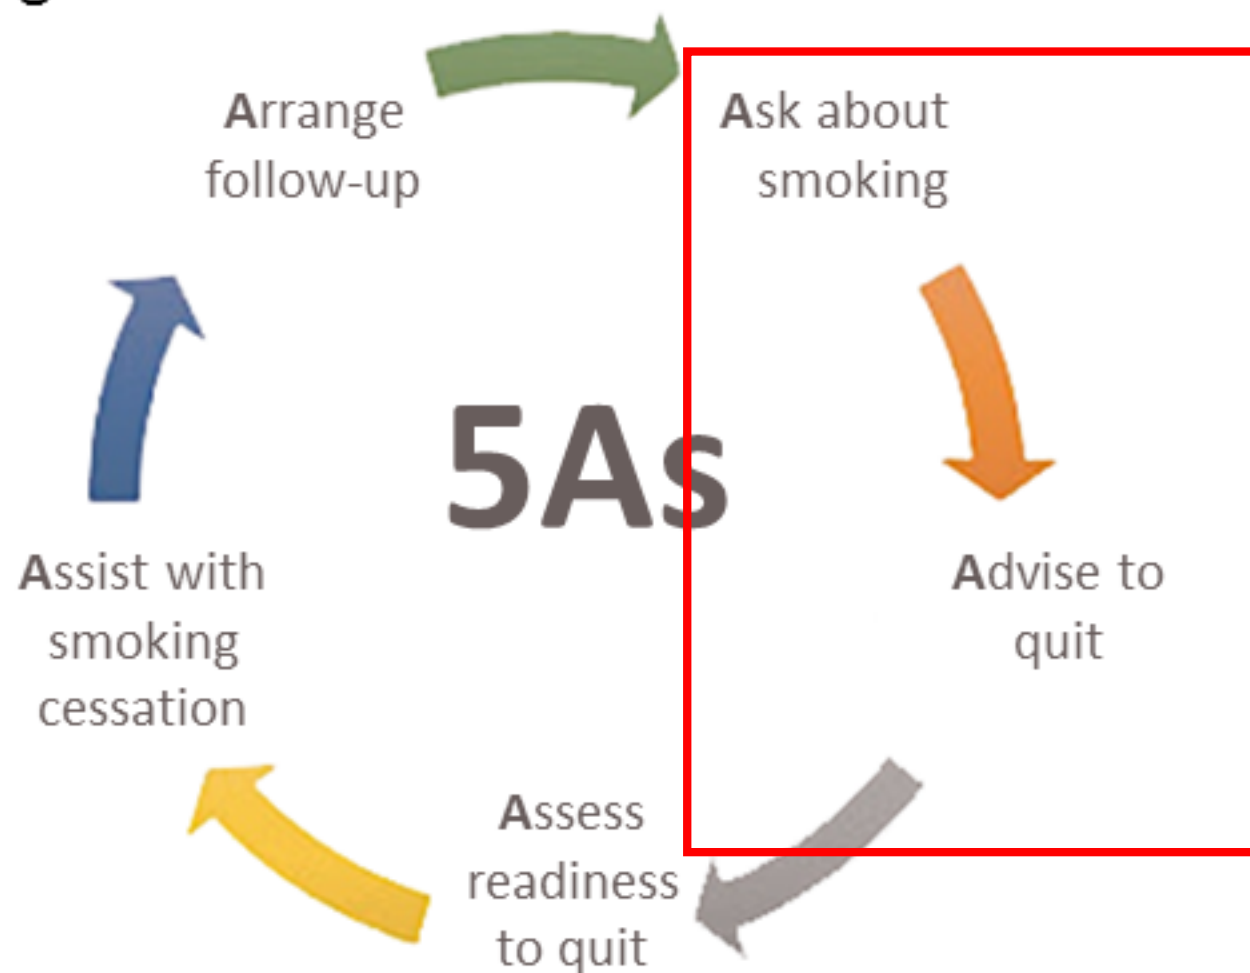 Arrange
follow-up
Ask about
smoking
5As
Assist with
smoking
cessation
Advise to
quit
Assess
readiness
to quit